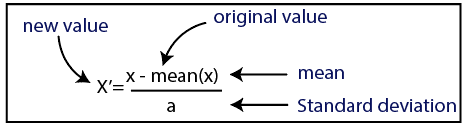 original value
new value
x - mean(x)
mean
X'=
a
Standard deviation